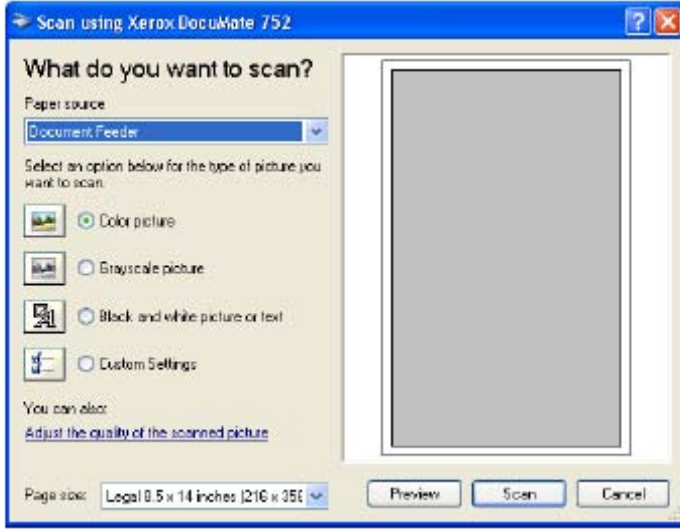 Scan using Xerox DocuMate 752
What do you want to scan?
Paper source
Document Feeder
Select an option below for the type of picture you
want to scan.
Color picture
Grayscale picture
Black and white picture or text
Custom Settings
You can also:
Adjust the quality of the scanned picture
Page size: Legal 8.5 x 14 inches (216 x 356
Preview Scan Cancel